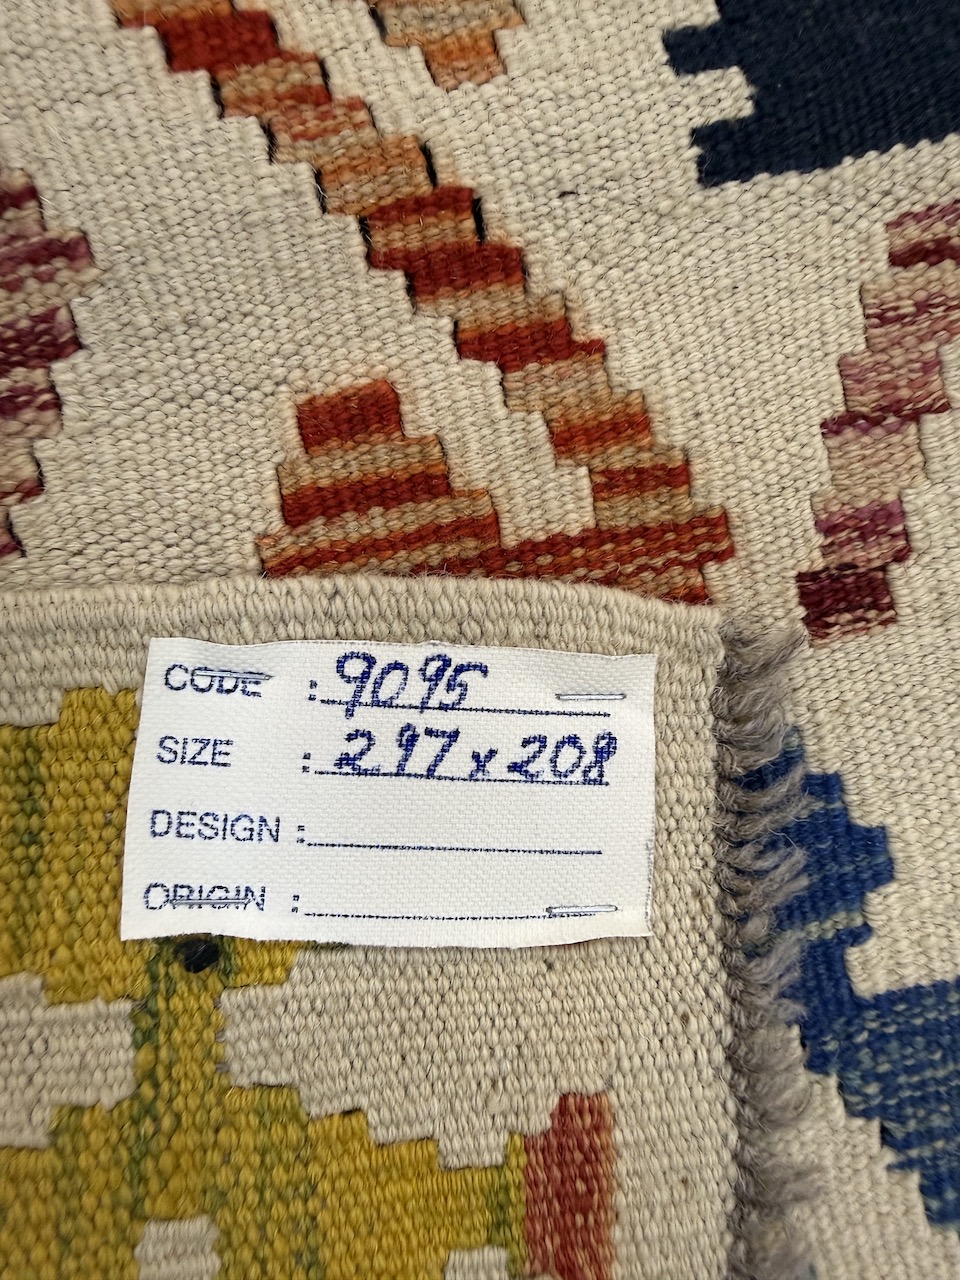 CODE : 9095
SIZE : 297 x 208
DESIGN :
ORIGIN :